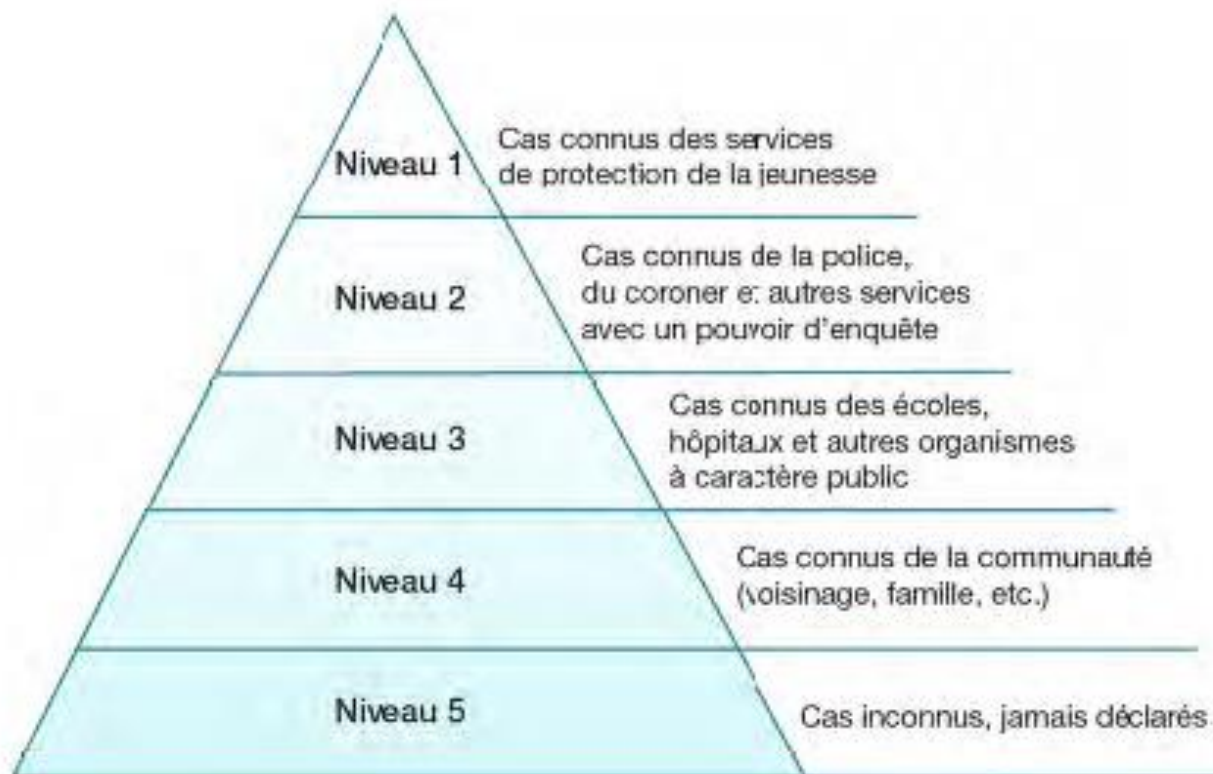 Niveau 1
Cas connus des services
de protection de la jeunesse
Niveau 2
Cas connus de la police,
du coroner et autres services
avec un pouvoir d'enquête
Niveau 3
Cas connus des écoles,
hôpitaux et autres organismes
à caractère public
Niveau 4
Cas connus de la communauté
(voisinage, famille, etc.)
Niveau 5
Cas inconnus, jamais déclarés